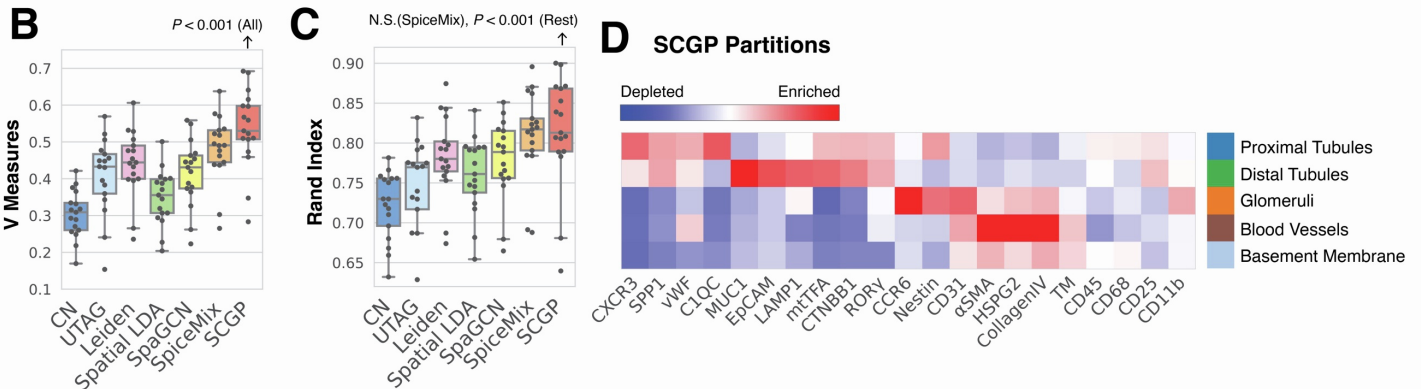 B
P < 0.001 (All)
↑
V Measures
0.7
0.6
0.5
0.4
0.3
0.2
0.1
CN
UTAG
Leiden
Spatial LDA
SpaGCN
SpiceMix
SCGP
C
N.S.(SpiceMix), P < 0.001 (Rest)
↑
Rand Index
0.90
0.85
0.80
0.75
0.70
0.65
CN
UTAG
Leiden
Spatial LDA
SpaGCN
SpiceMix
SCGP
D
SCGP Partitions
Depleted
Enriched
Proximal Tubules
Distal Tubules
Glomeruli
Blood Vessels
Basement Membrane
CXCR3
SPP1
vWF
C1QC
MUC1
EpCAM
LAMP1
mtTFA
CTNBB1
RORγ
CCR6
Nestin
CD31
αSMA
HSPG2
CollagenIV
TM
CD45
CD68
CD25
CD11b